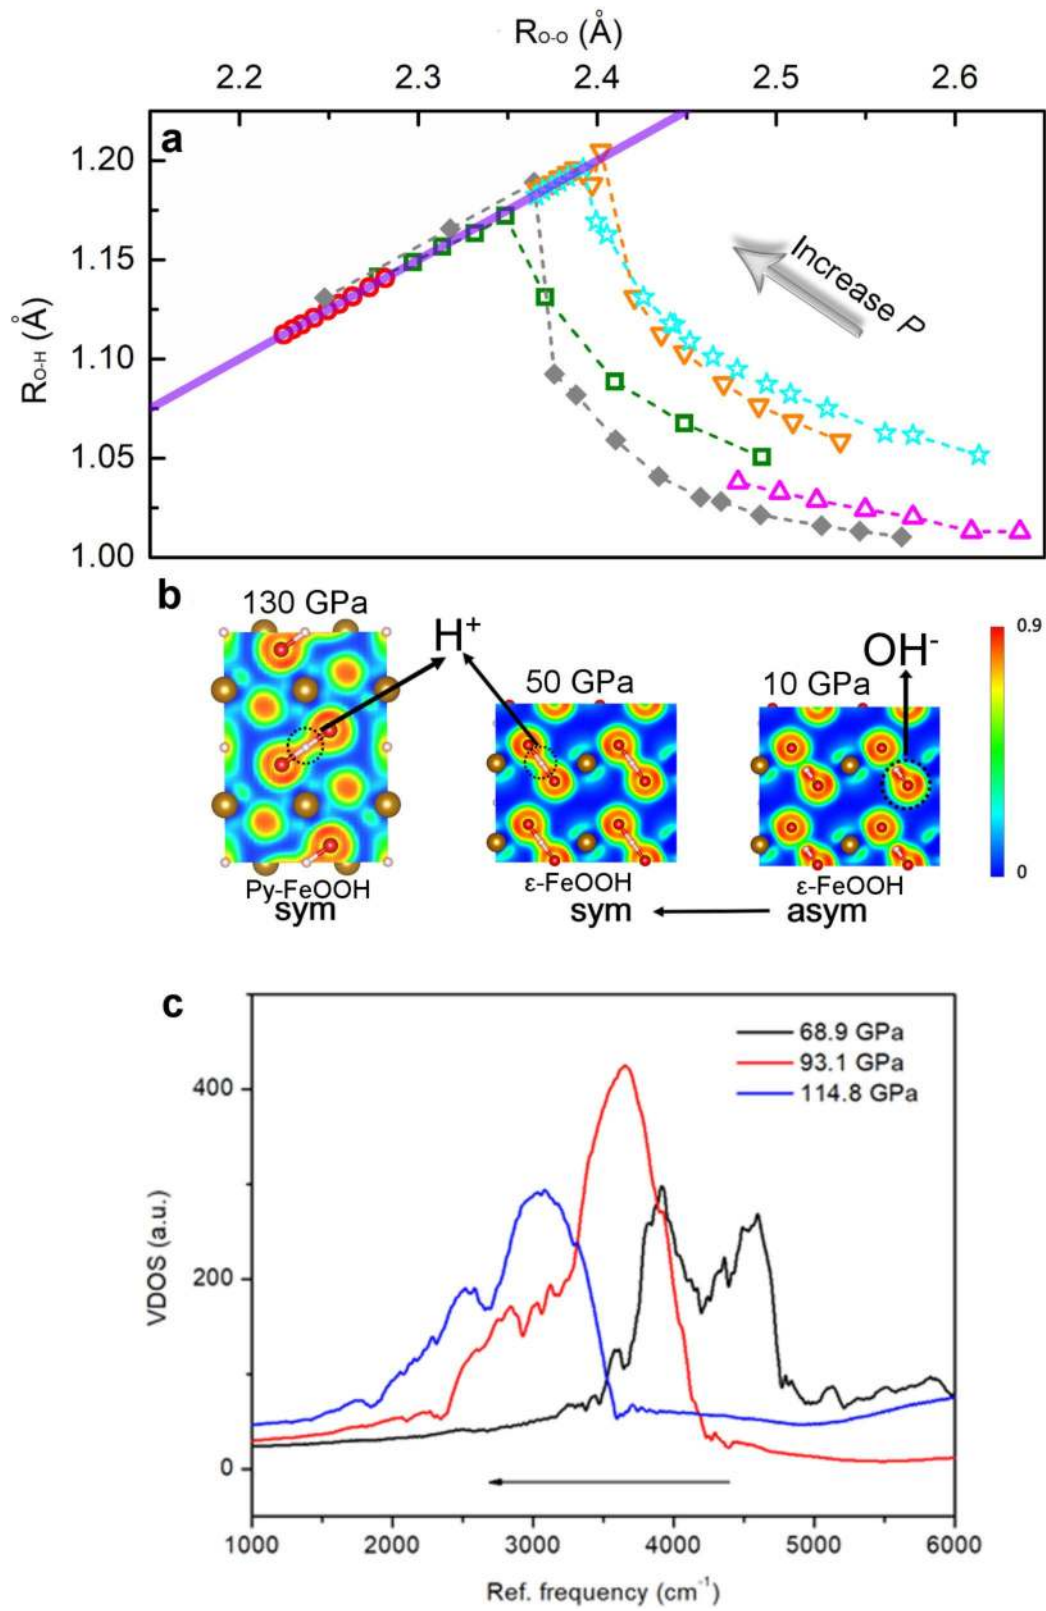 R O-O (Å)
2.2 2.3 2.4 2.5 2.6
a
1.20
1.15
1.10
1.05
1.00
R O-H (Å)
Increase P
b
130 GPa
H+
50 GPa
10 GPa
OH-
0.9
0
Py-FeOOH
sym
ε-FeOOH
sym
ε-FeOOH
asym
c
68.9 GPa
93.1 GPa
114.8 GPa
400
200
0
VDOS (a.u.)
1000 2000 3000 4000 5000 6000
Ref. frequency (cm-1)